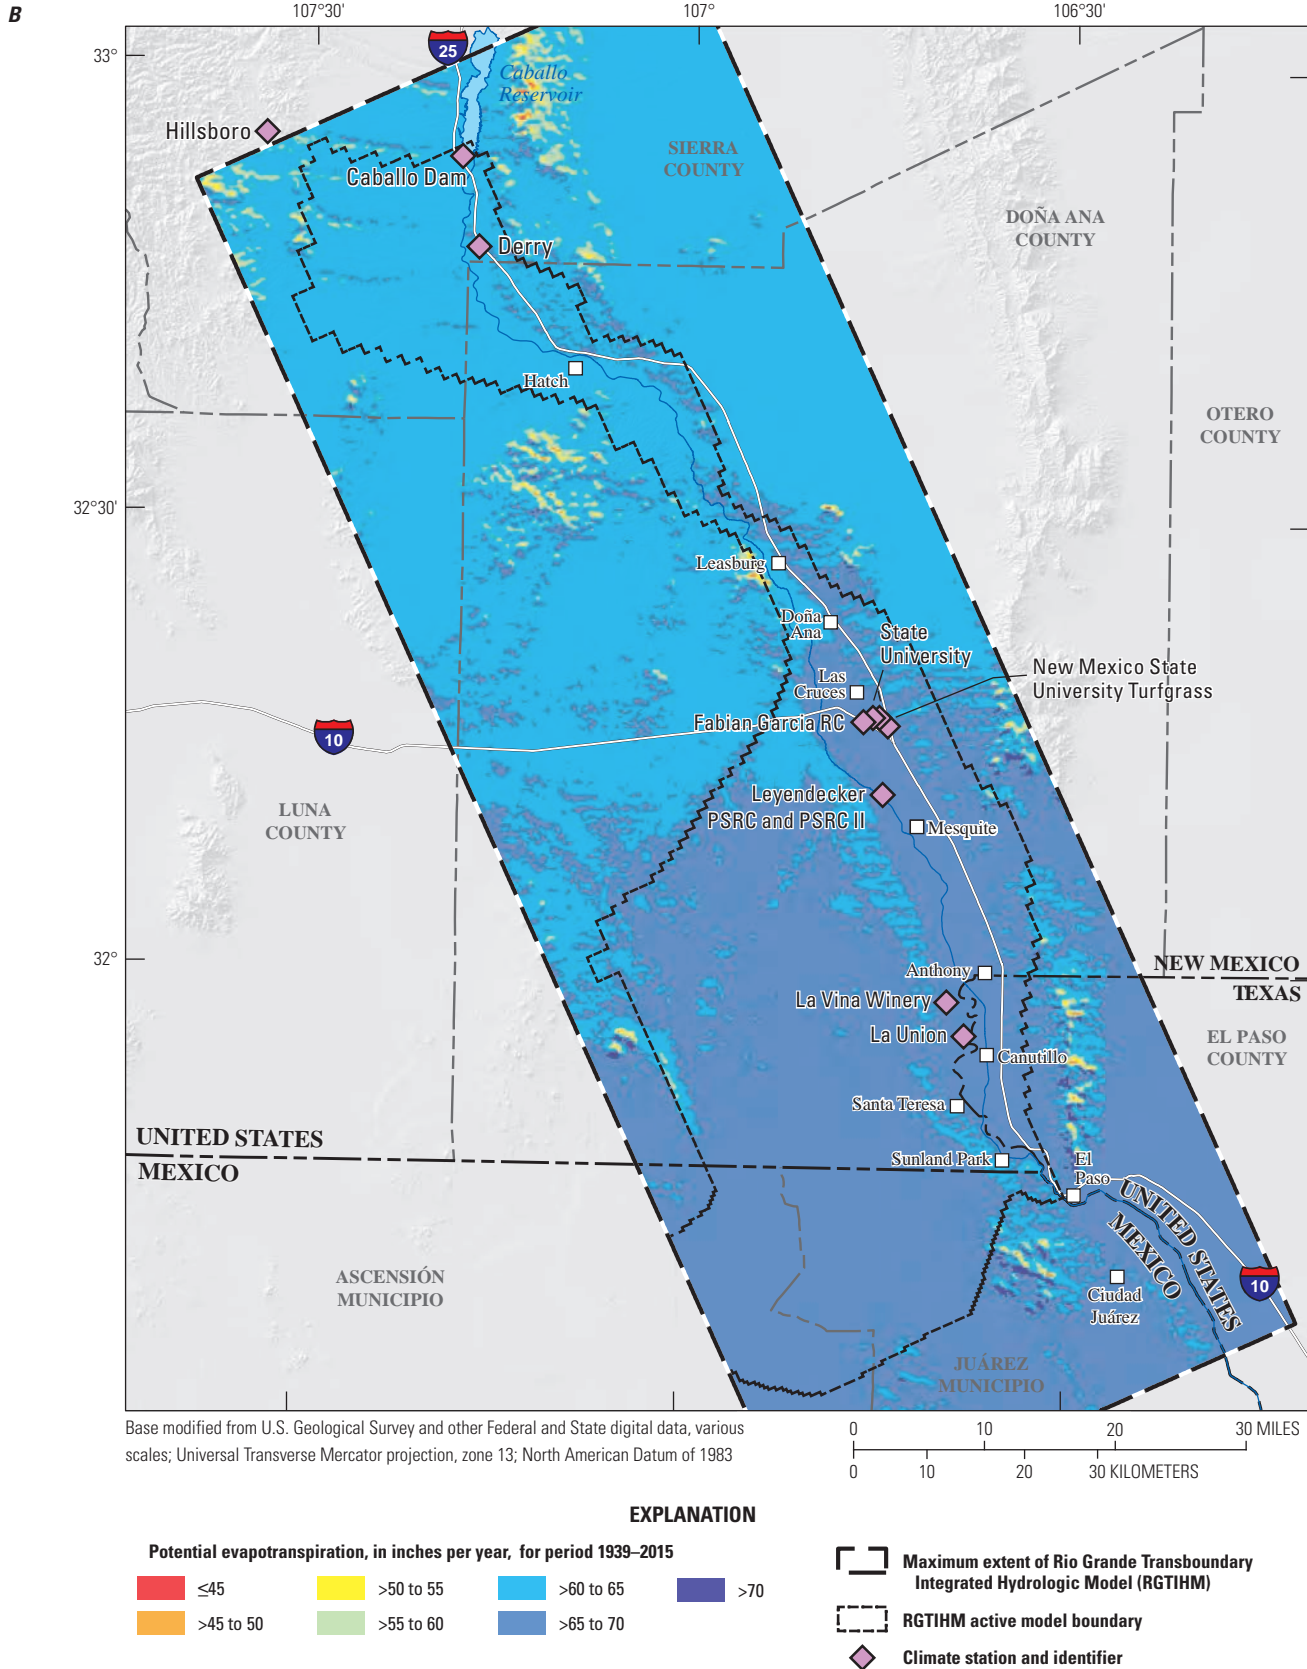 B
107°30'
107°
106°30'
33°
25
Caballo
Reservoir
Hillsboro
SIERRA
COUNTY
Caballo Dam
DOÑA ANA
COUNTY
Derry
Hatch
OTERO
COUNTY
32°30'
Leasburg
Doña
Ana
State
University
Las
Cruces
New Mexico State
University Turfgrass
Fabian Garcia RC
10
Leyendecker
PSRC and PSRC II
LUNA
COUNTY
Mesquite
32°
Anthony
NEW MEXICO
TEXAS
La Vina Winery
La Union
EL PASO
COUNTY
Canutillo
Santa Teresa
UNITED STATES
MEXICO
Sunland Park
El
Paso
UNITED STATES
MEXICO
ASCENSIÓN
MUNICIPIO
Ciudad
Juárez
10
JUÁREZ
MUNICIPIO
Base modified from U.S. Geological Survey and other Federal and State digital data, various
scales; Universal Transverse Mercator projection, zone 13; North American Datum of 1983
0 10 20 30 MILES
0 10 20 30 KILOMETERS
EXPLANATION
Potential evapotranspiration, in inches per year, for period 1939–2015
≤45
>50 to 55
>60 to 65
>70
>45 to 50
>55 to 60
>65 to 70
Maximum extent of Rio Grande Transboundary
Integrated Hydrologic Model (RGTIHM)
RGTIHM active model boundary
Climate station and identifier